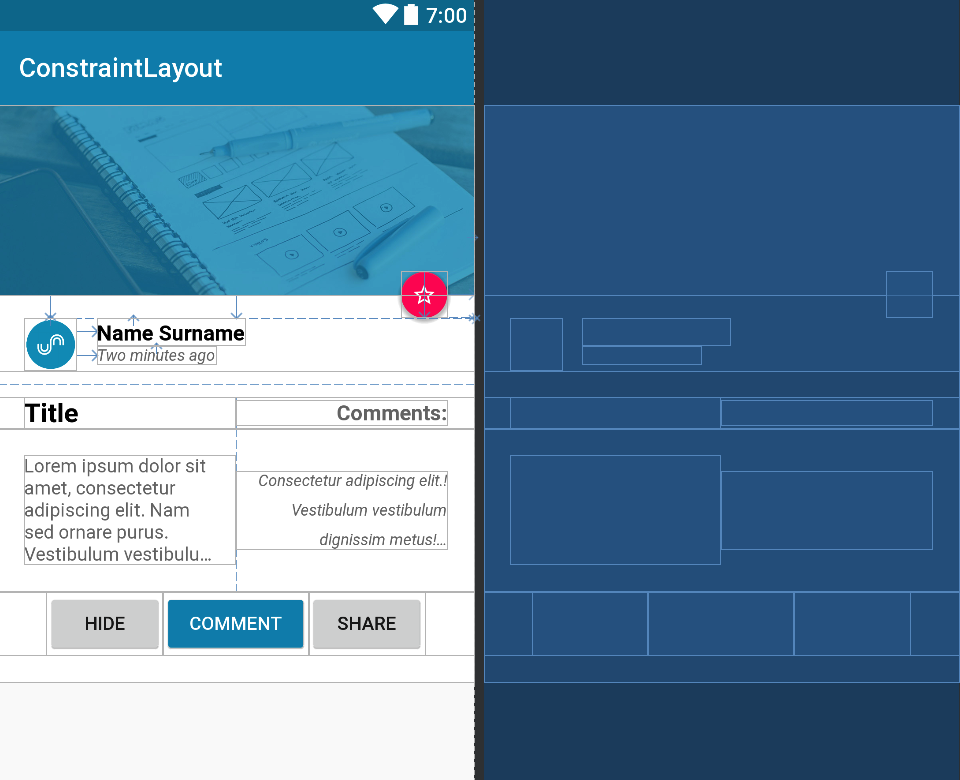 7:00
ConstraintLayout
Name Surname
Two minutes ago
Title
Comments:
Lorem ipsum dolor sit
amet, consectetur
adipiscing elit. Nam
sed ornare purus.
Vestibulum vestibulu…
Consectetur adipiscing elit.!
Vestibulum vestibulum
dignissim metus!…
HIDE
COMMENT
SHARE